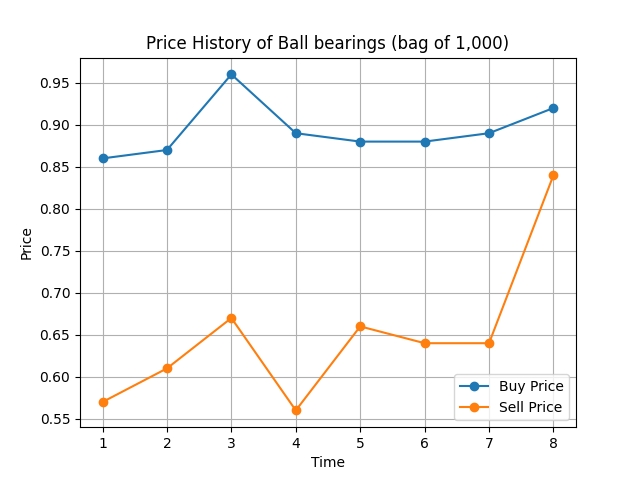 Price History of Ball bearings (bag of 1,000)
0.95
0.90
0.85
0.80
0.75
0.70
0.65
0.60
0.55
Price
Buy Price
Sell Price
1 2 3 4 5 6 7 8
Time